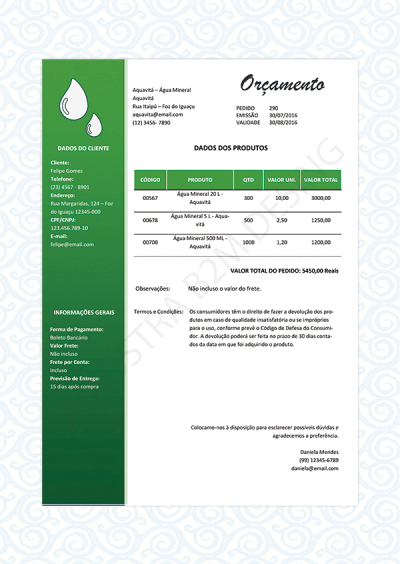 Aquavitá – Água Mineral
Aquavitá
Rua Itaipú – Foz do Iguaçu
aquavita@email.com
(12) 3456- 7890
Orçamento
PEDIDO 290
EMISSÃO 30/07/2016
VALIDADE 30/08/2016
DADOS DO CLIENTE
Cliente:
Felipe Gomes
Telefone:
(23) 4567 - 8901
Endereço:
Rua Margaridas, 124 – Foz
do Iguaçu 12345-000
CPF/CNPJ:
123.456.789-10
E-mail:
felipe@email.com
INFORMAÇÕES GERAIS
Forma de Pagamento:
Boleto Bancário
Valor Frete:
Não incluso
Frete por Conta:
Incluso
Previsão de Entrega:
15 dias após compra
DADOS DOS PRODUTOS
CÓDIGO PRODUTO QTD VALOR UNI. VALOR TOTAL
00567 Água Mineral 20 L - 300 10,00 3000,00
Aquavitá
00678 Água Mineral 5 L - Aqua- 500 2,50 1250,00
vitá
00700 Água Mineral 500 ML - 1000 1,20 1200,00
Aquavitá
VALOR TOTAL DO PEDIDO: 5450,00 Reais
Observações: Não incluso o valor do frete.
Termos e Condições: Os consumidores têm o direito de fazer a devolução dos pro-
dutos em caso de qualidade insatisfatória ou se impróprios
para o uso, conforme prevê o Código de Defesa do Consumi-
dor. A devolução poderá ser feita no prazo de 30 dias conta-
dos da data em que foi adquirido o produto.
Colocamo-nos à disposição para esclarecer possíveis dúvidas e
agradecemos a preferência.
Daniela Mendes
(99) 12345-6789
daniela@email.com